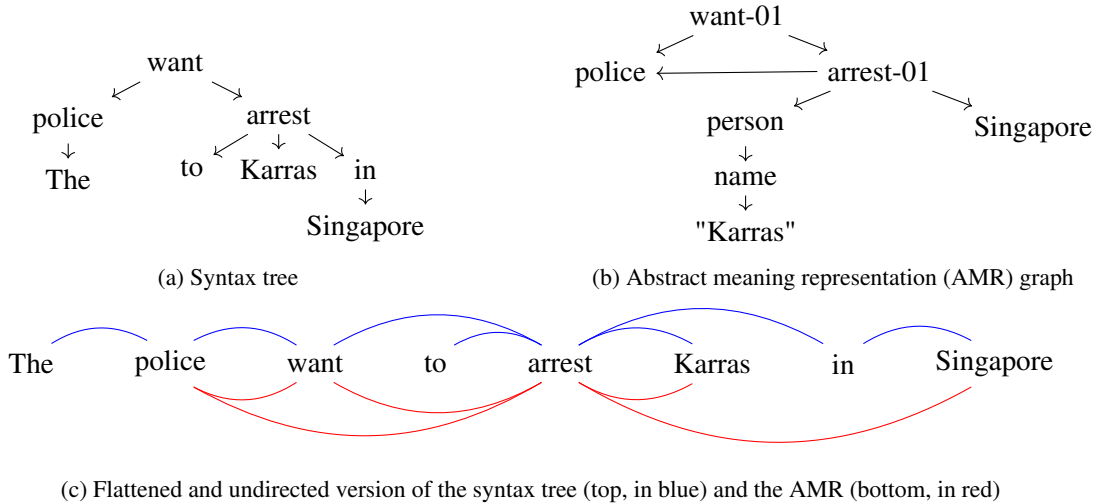 want
police arrest
The to Karras in
Singapore
(a) Syntax tree
want-01
police arrest-01
person Singapore
name
"Karras"
(b) Abstract meaning representation (AMR) graph
The police want to arrest Karras in Singapore
(c) Flattened and undirected version of the syntax tree (top, in blue) and the AMR (bottom, in red)